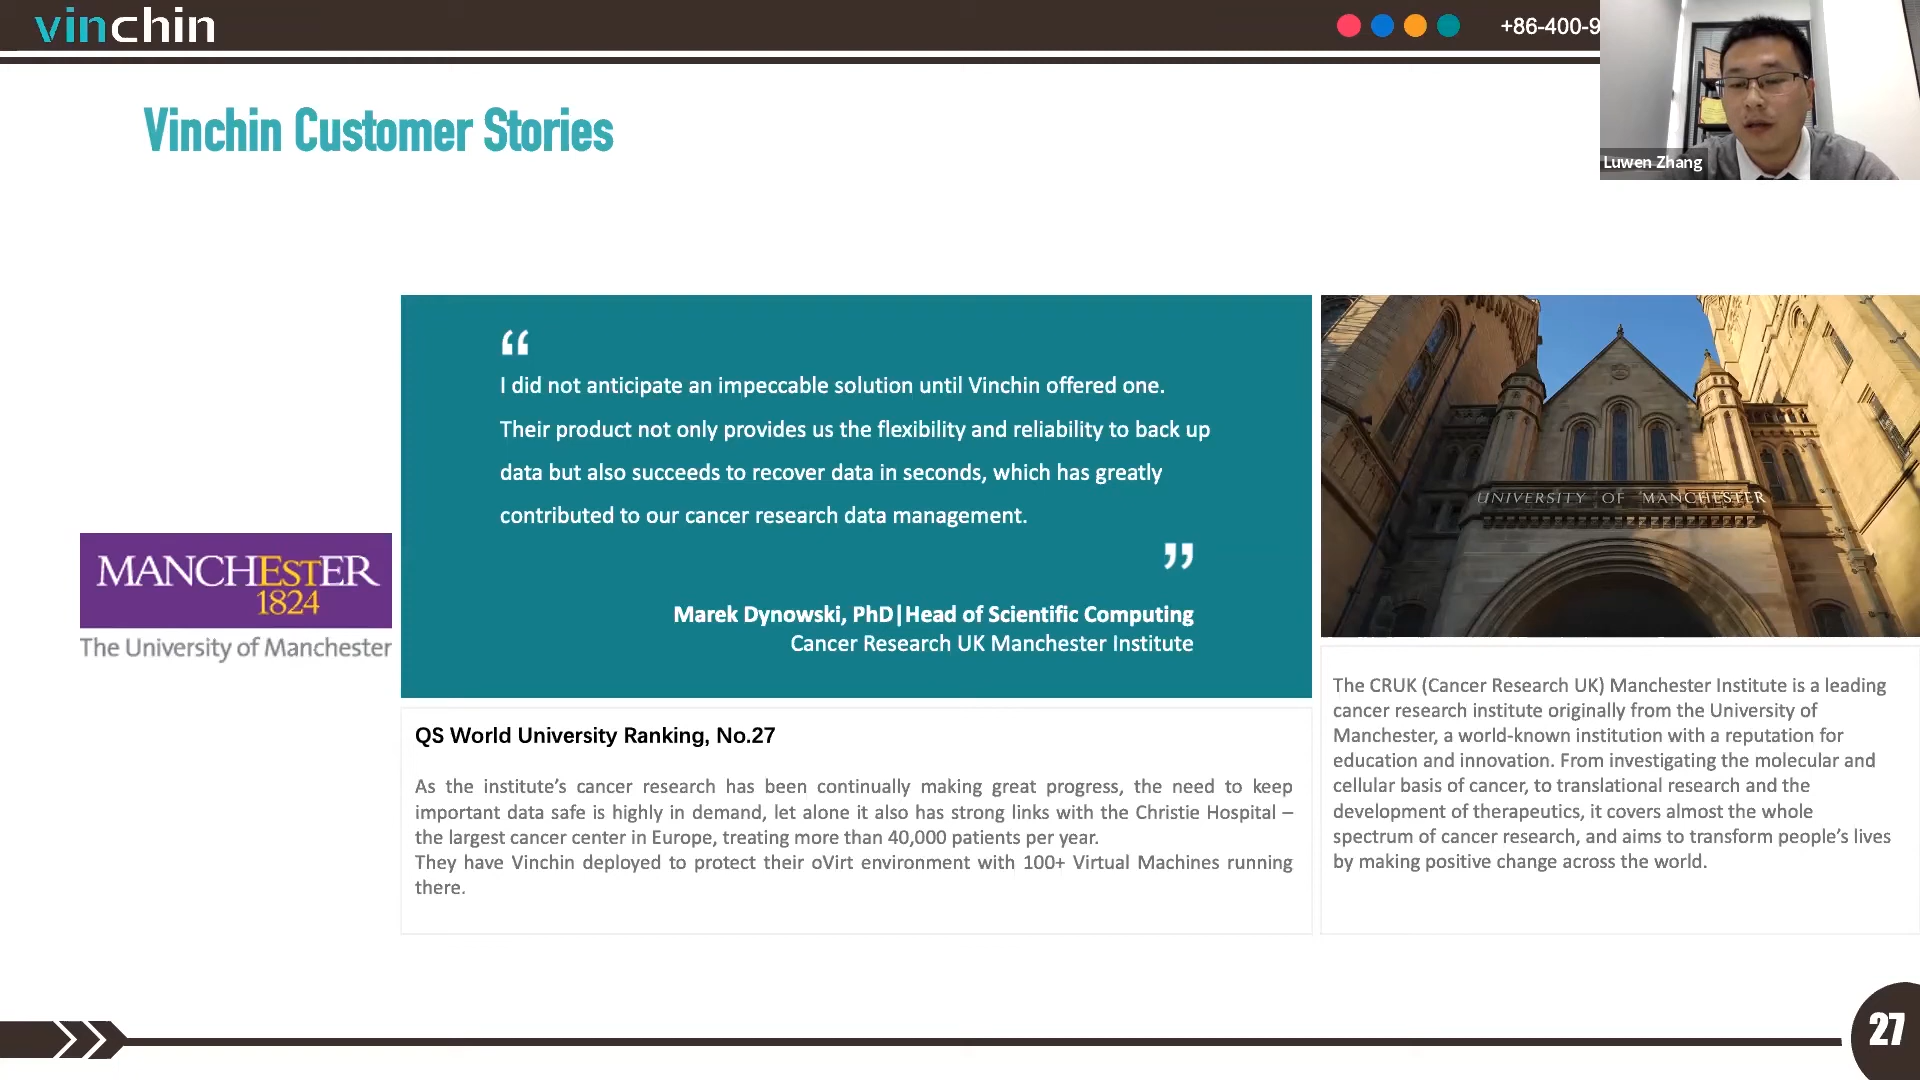 vinchin
+86-400-9
Luwen Zhang
Vinchin Customer Stories
“
I did not anticipate an impeccable solution until Vinchin offered one.
Their product not only provides us the flexibility and reliability to back up
data but also succeeds to recover data in seconds, which has greatly
contributed to our cancer research data management.
”
Marek Dynowski, PhD|Head of Scientific Computing
Cancer Research UK Manchester Institute
MANCHESTER
1824
The University of Manchester
UNIVERSITY OF MANCHESTER
QS World University Ranking, No.27
As the institute’s cancer research has been continually making great progress, the need to keep
important data safe is highly in demand, let alone it also has strong links with the Christie Hospital –
the largest cancer center in Europe, treating more than 40,000 patients per year.
They have Vinchin deployed to protect their oVirt environment with 100+ Virtual Machines running
there.
The CRUK (Cancer Research UK) Manchester Institute is a leading
cancer research institute originally from the University of
Manchester, a world-known institution with a reputation for
education and innovation. From investigating the molecular and
cellular basis of cancer, to translational research and the
development of therapeutics, it covers almost the whole
spectrum of cancer research, and aims to transform people’s lives
by making positive change across the world.
27